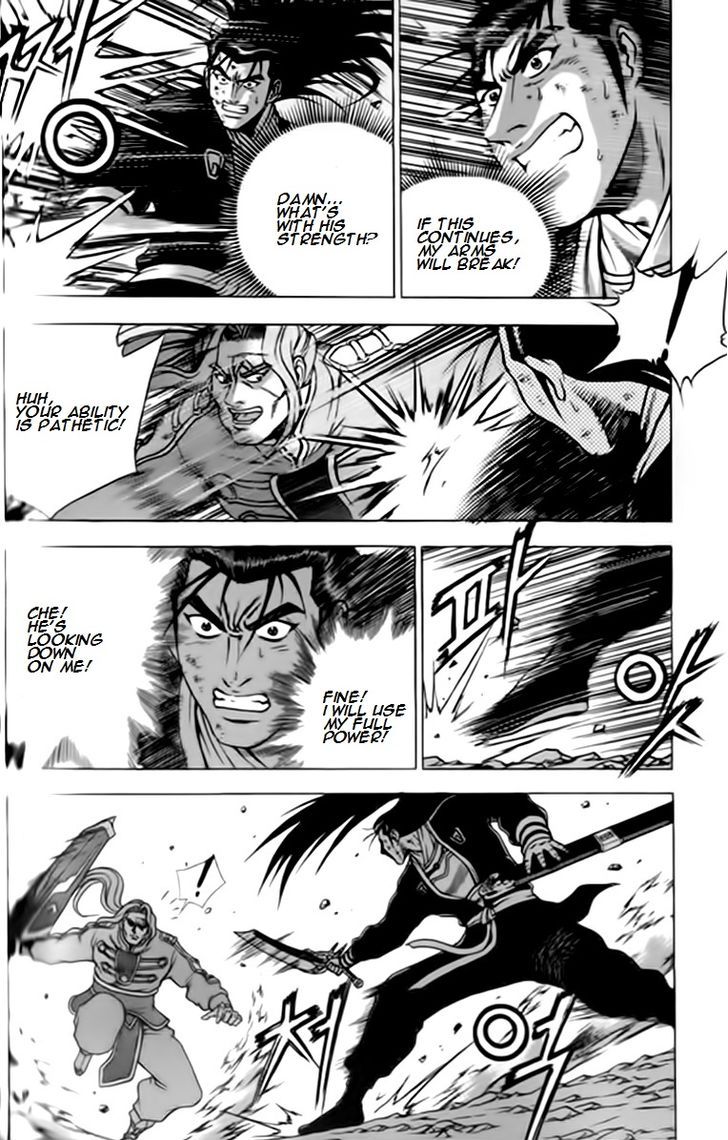 DAMN...
WHAT'S
WITH HIS
STRENGTH?
IF THIS
CONTINUES,
MY ARMS
WILL BREAK!
!
HUH,
YOUR ABILITY
IS PATHETIC!
CHE!
HE'S
LOOKING
DOWN
ON ME!
FINE!
I WILL USE
MY FULL
POWER!
파
앗
!
처
억